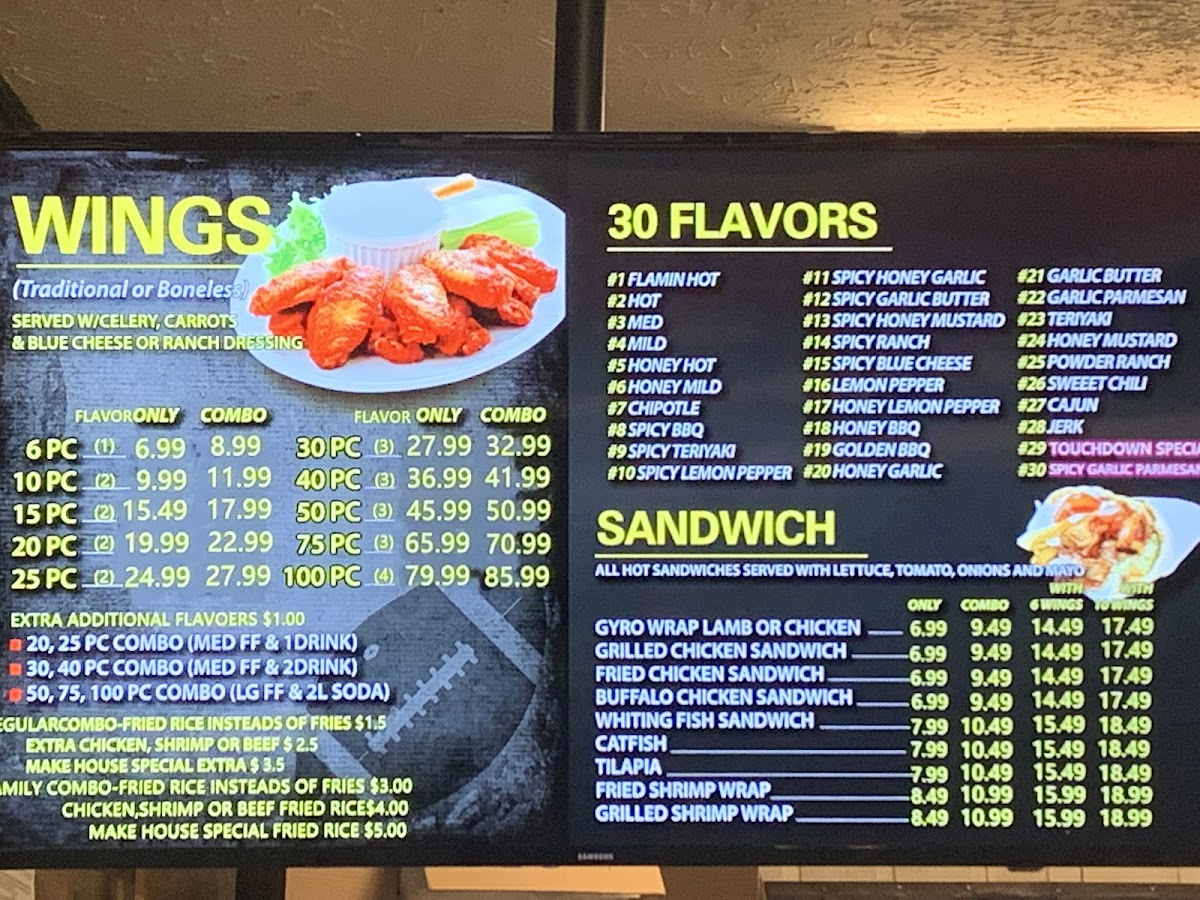 WINGS
(Traditional or Boneless)
SERVED W/CELERY, CARROTS
& BLUE CHEESE OR RANCH DRESSING
FLAVOR ONLY COMBO FLAVOR ONLY COMBO
6 PC (1) 6.99 8.99 30 PC (3) 27.99 32.99
10 PC (2) 9.99 11.99 40 PC (3) 36.99 41.99
15 PC (2) 15.49 17.99 50 PC (3) 45.99 50.99
20 PC (2) 19.99 22.99 75 PC (3) 65.99 70.99
25 PC (2) 24.99 27.99 100 PC (4) 79.99 85.99
EXTRA ADDITIONAL FLAVOERS $1.00
20, 25 PC COMBO (MED FF & 1DRINK)
30, 40 PC COMBO (MED FF & 2DRINK)
50, 75, 100 PC COMBO (LG FF & 2L SODA)
EGULARCOMBO-FRIED RICE INSTEADS OF FRIES $1.5
EXTRA CHICKEN, SHRIMP OR BEEF $ 2.5
MAKE HOUSE SPECIAL EXTRA $ 3.5
AMILY COMBO-FRIED RICE INSTEADS OF FRIES $3.00
CHICKEN,SHRIMP OR BEEF FRIED RICE$4.00
MAKE HOUSE SPECIAL FRIED RICE $5.00
30 FLAVORS
#1 FLAMIN HOT
#2 HOT
#3 MED
#4 MILD
#5 HONEY HOT
#6 HONEY MILD
#7 CHIPOTLE
#8 SPICY BBQ
#9 SPICY TERIYAKI
#10 SPICY LEMON PEPPER
#11 SPICY HONEY GARLIC
#12 SPICY GARLIC BUTTER
#13 SPICY HONEY MUSTARD
#14 SPICY RANCH
#15 SPICY BLUE CHEESE
#16 LEMON PEPPER
#17 HONEY LEMON PEPPER
#18 HONEY BBQ
#19 GOLDEN BBQ
#20 HONEY GARLIC
#21 GARLIC BUTTER
#22 GARLIC PARMESAN
#23 TERIYAKI
#24 HONEY MUSTARD
#25 POWDER RANCH
#26 SWEEET CHILI
#27 CAJUN
#28 JERK
#29 TOUCHDOWN SPECIA
#30 SPICY GARLIC PARMESAN
SANDWICH
ALL HOT SANDWICHES SERVED WITH LETTUCE, TOMATO, ONIONS AND MAYO
ONLY COMBO WITH 6 WINGS WITH 10 WINGS
GYRO WRAP LAMB OR CHICKEN 6.99 9.49 14.49 17.49
GRILLED CHICKEN SANDWICH 6.99 9.49 14.49 17.49
FRIED CHICKEN SANDWICH 6.99 9.49 14.49 17.49
BUFFALO CHICKEN SANDWICH 6.99 9.49 14.49 17.49
WHITING FISH SANDWICH 7.99 10.49 15.49 18.49
CATFISH 7.99 10.49 15.49 18.49
TILAPIA 7.99 10.49 15.49 18.49
FRIED SHRIMP WRAP 8.49 10.99 15.99 18.99
GRILLED SHRIMP WRAP 8.49 10.99 15.99 18.99
SAMSUNG